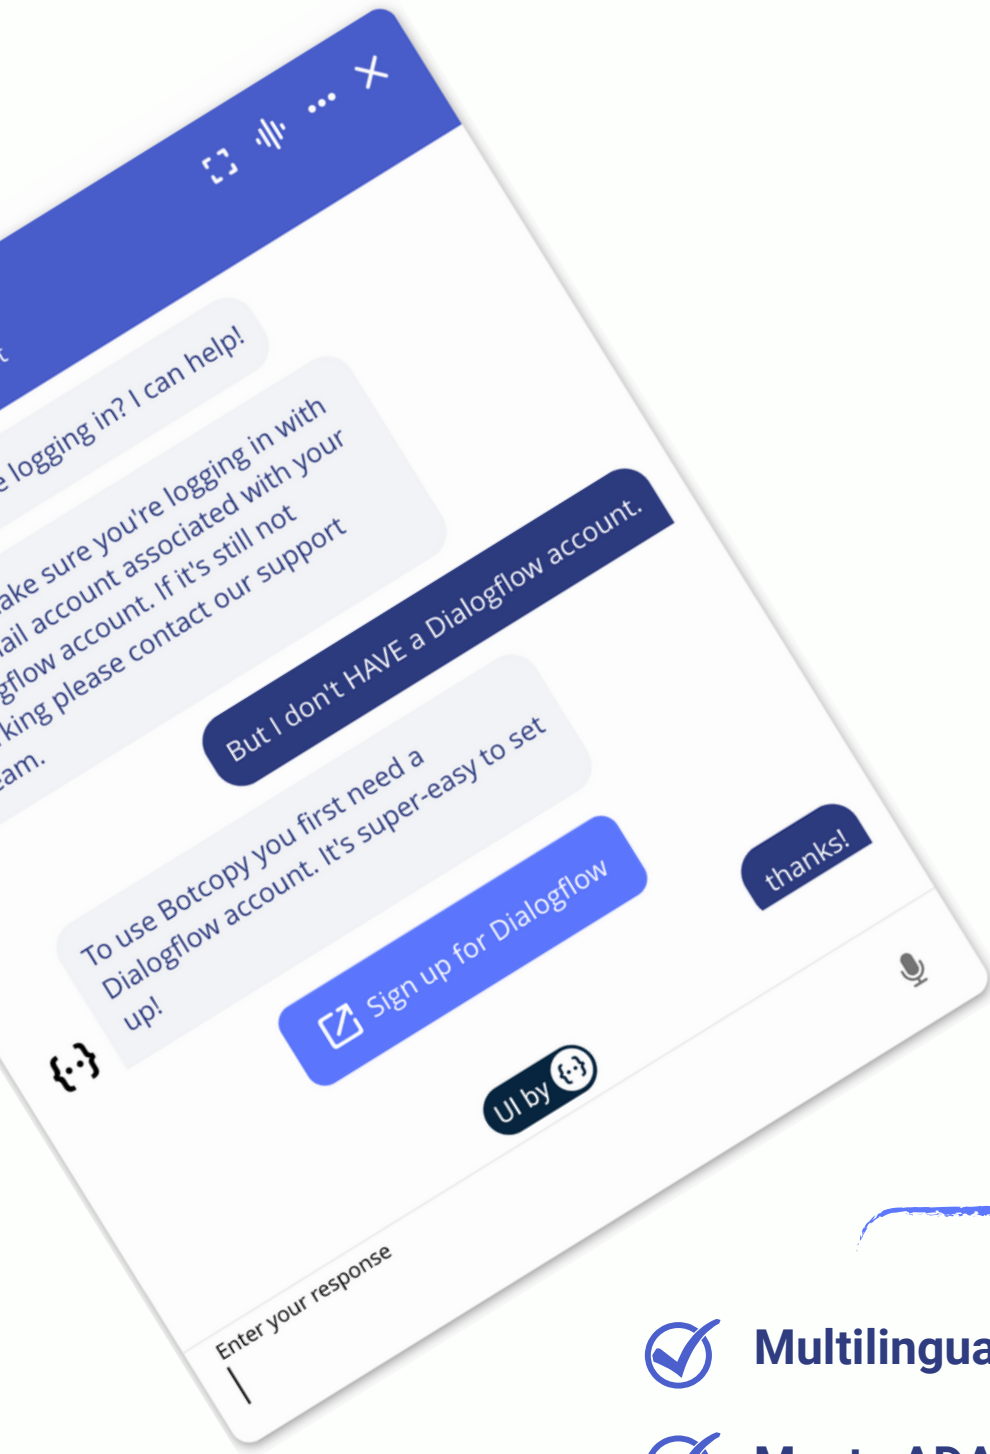 t
e logging in? I can help!
ake sure you're logging in with
ail account associated with your
gflow account. If it's still not
rking please contact our support
eam.
But I don't HAVE a Dialogflow account.
To use Botcopy you first need a
Dialogflow account. It's super-easy to set
up!
Sign up for Dialogflow
thanks!
UI by {··}
Enter your response
Multilingua